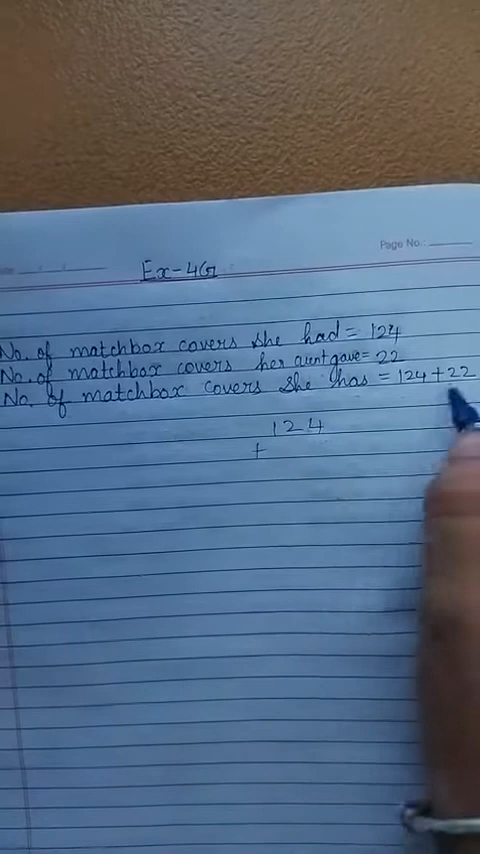 Page No.:
Ex-4G
No. of matchbox covers she had = 124
No. of matchbox covers her aunt gave = 22
No. of matchbox covers she has = 124+22
124
+